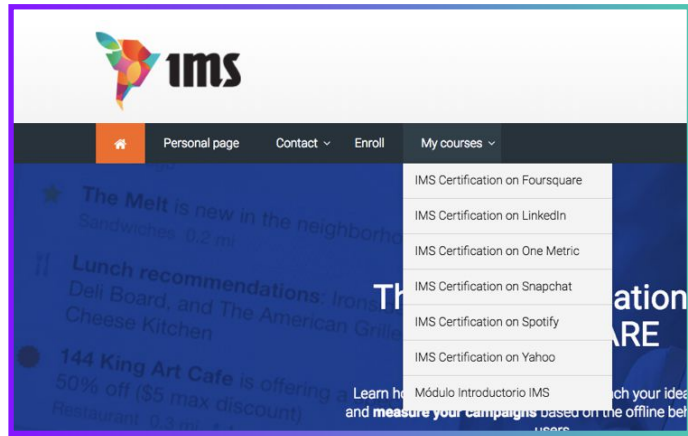 ıms
Personal page
Contact
Enroll
My courses
IMS Certification on Foursquare
IMS Certification on LinkedIn
IMS Certification on One Metric
IMS Certification on Snapchat
IMS Certification on Spotify
IMS Certification on Yahoo
Módulo Introductorio IMS
The Melt is new in the neighborho
Sandwiches 0.2 mi
Lunch recommendations: Irons
Deli Board, and The American Grille
Cheese Kitchen
144 King Art Cafe is offering a
50% off ($5 max discount)
Restaurant 0.3 mi
Th ation
RE
Learn ch your idea
and measure your campaigns based on the offline beh
users